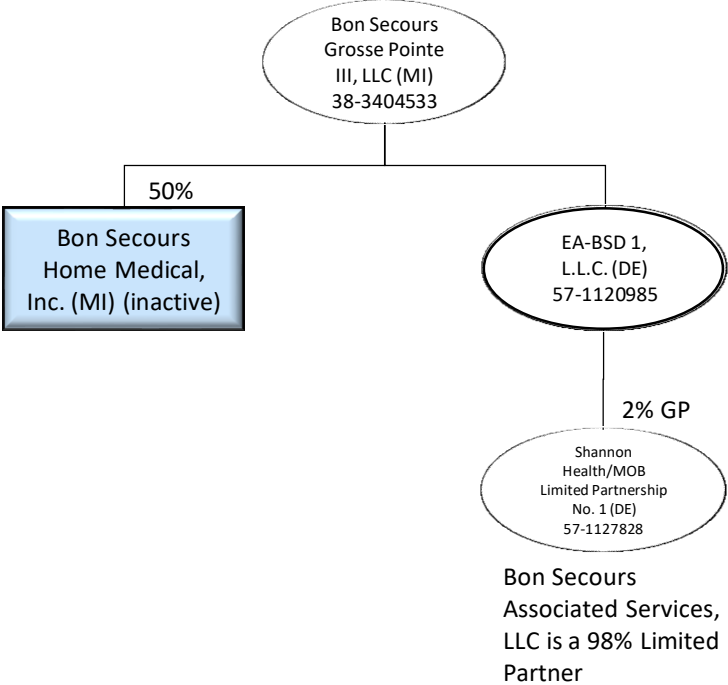 Bon Secours
Grosse Pointe
III, LLC (MI)
38-3404533
50%
Bon Secours
Home Medical,
Inc. (MI) (inactive)
EA-BSD 1,
L.L.C. (DE)
57-1120985
2% GP
Shannon
Health/MOB
Limited Partnership
No. 1 (DE)
57-1127828
Bon Secours
Associated Services,
LLC is a 98% Limited
Partner